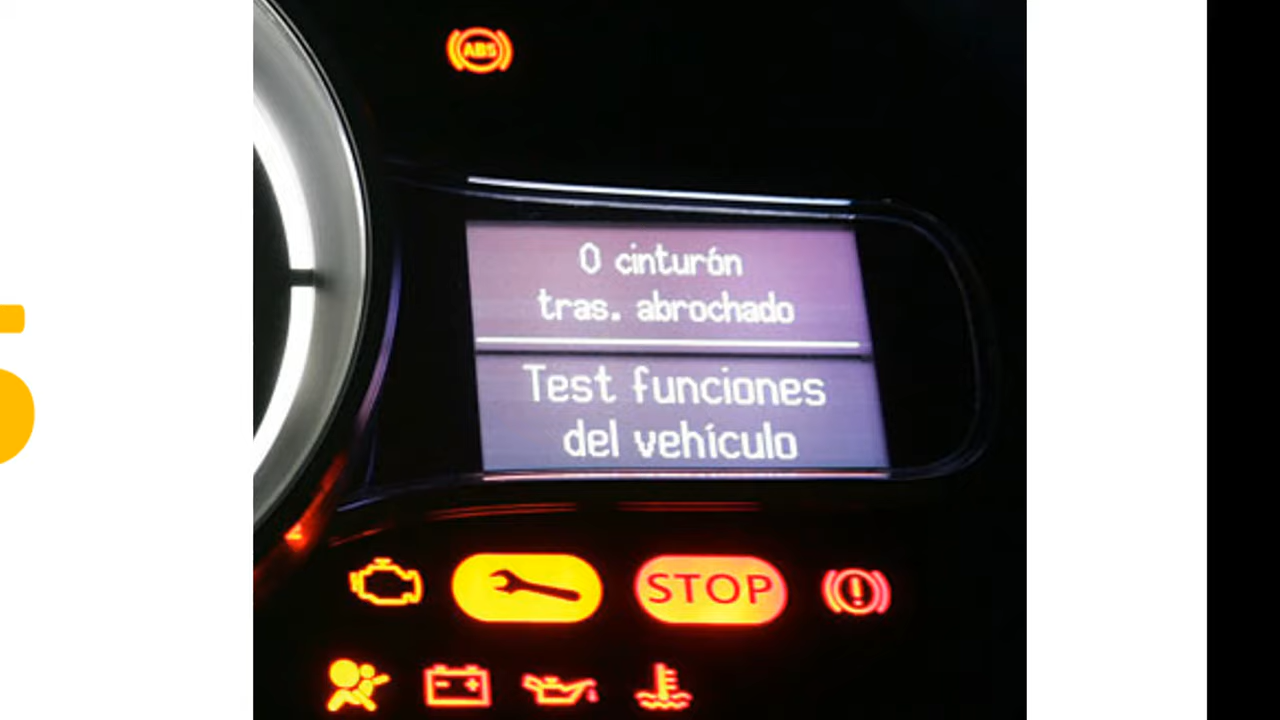 ABS
0 cinturón
tras. abrochado
Test funciones
del vehículo
STOP